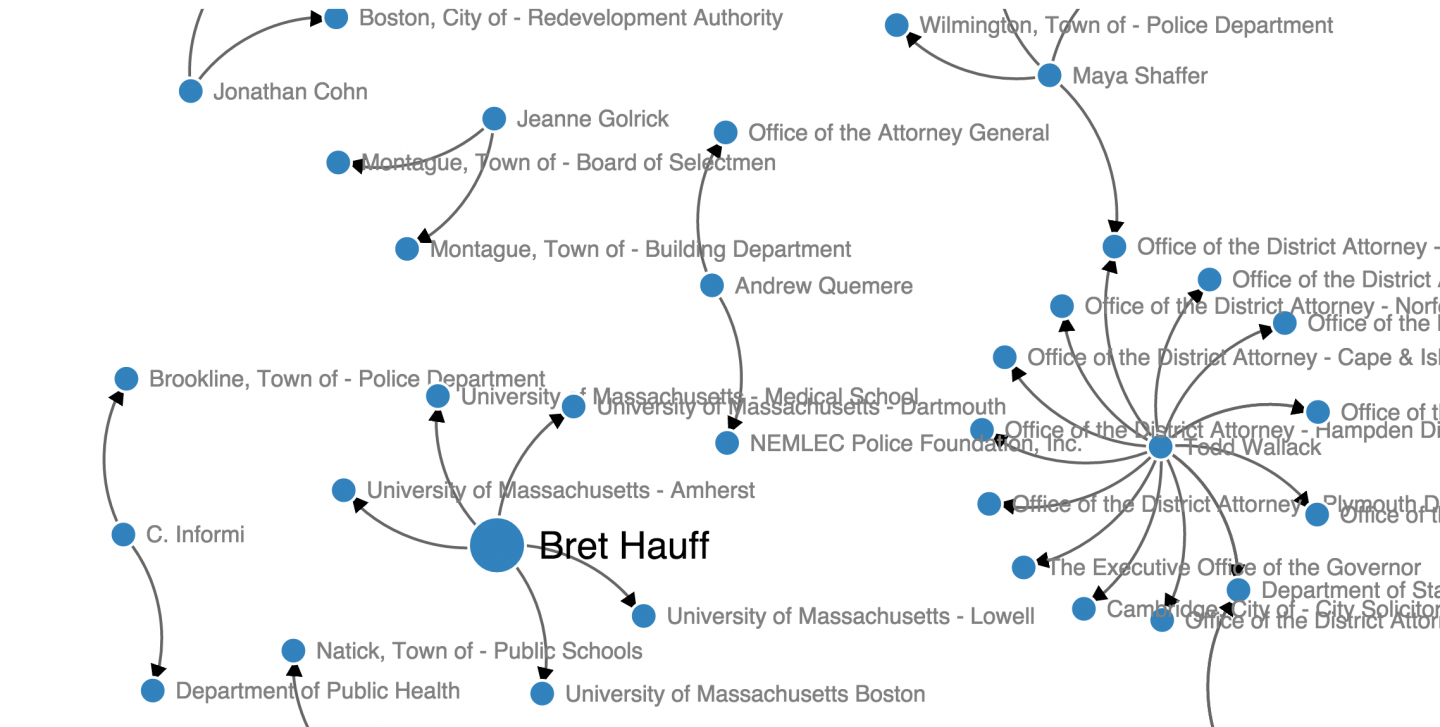 Boston, City of - Redevelopment Authority
Wilmington, Town of - Police Department
Maya Shaffer
Jonathan Cohn
Jeanne Golrick
Office of the Attorney General
Montague, Town of - Board of Selectmen
Montague, Town of - Building Department
Office of the District Attorney -
Office of the District
Andrew Quemere
Office of the District Attorney - Norf
Office of the
Office of the District Attorney - Cape & Isl
Brookline, Town of - Police Department
University of Massachusetts - Medical School
University of Massachusetts - Dartmouth
Office of
Office of the District Attorney - Hampden Di
NEMLEC Police Foundation, Inc.
Todd Wallack
University of Massachusetts - Amherst
Office of the District Attorney - Plymouth D
Office of
C. Informi
Bret Hauff
The Executive Office of the Governor
Department of Sta
Cambridge, City of - City Solicitor
Office of the District Attor
University of Massachusetts - Lowell
Natick, Town of - Public Schools
Department of Public Health
University of Massachusetts Boston